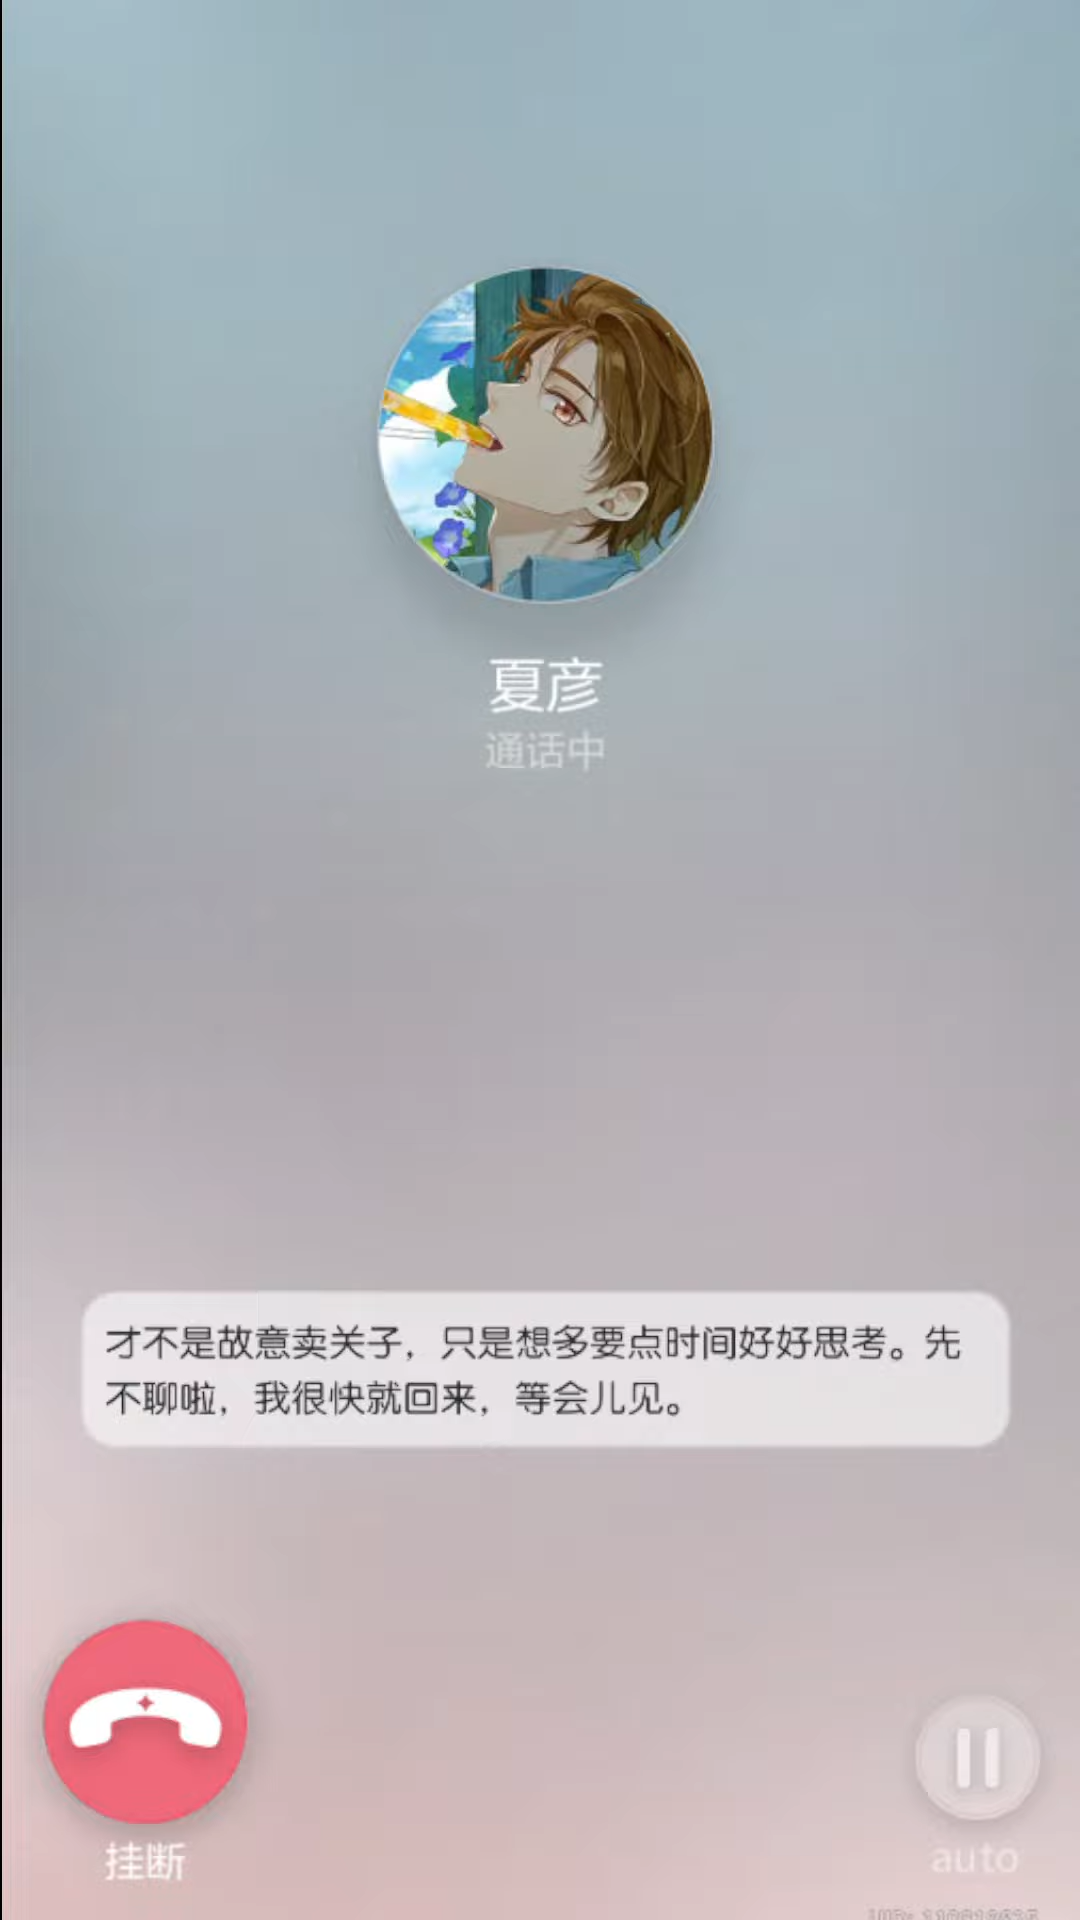 夏彦
通话中
才不是故意卖关子，只是想多要点时间好好思考。先
不聊啦，我很快就回来，等会儿见。
挂断
auto